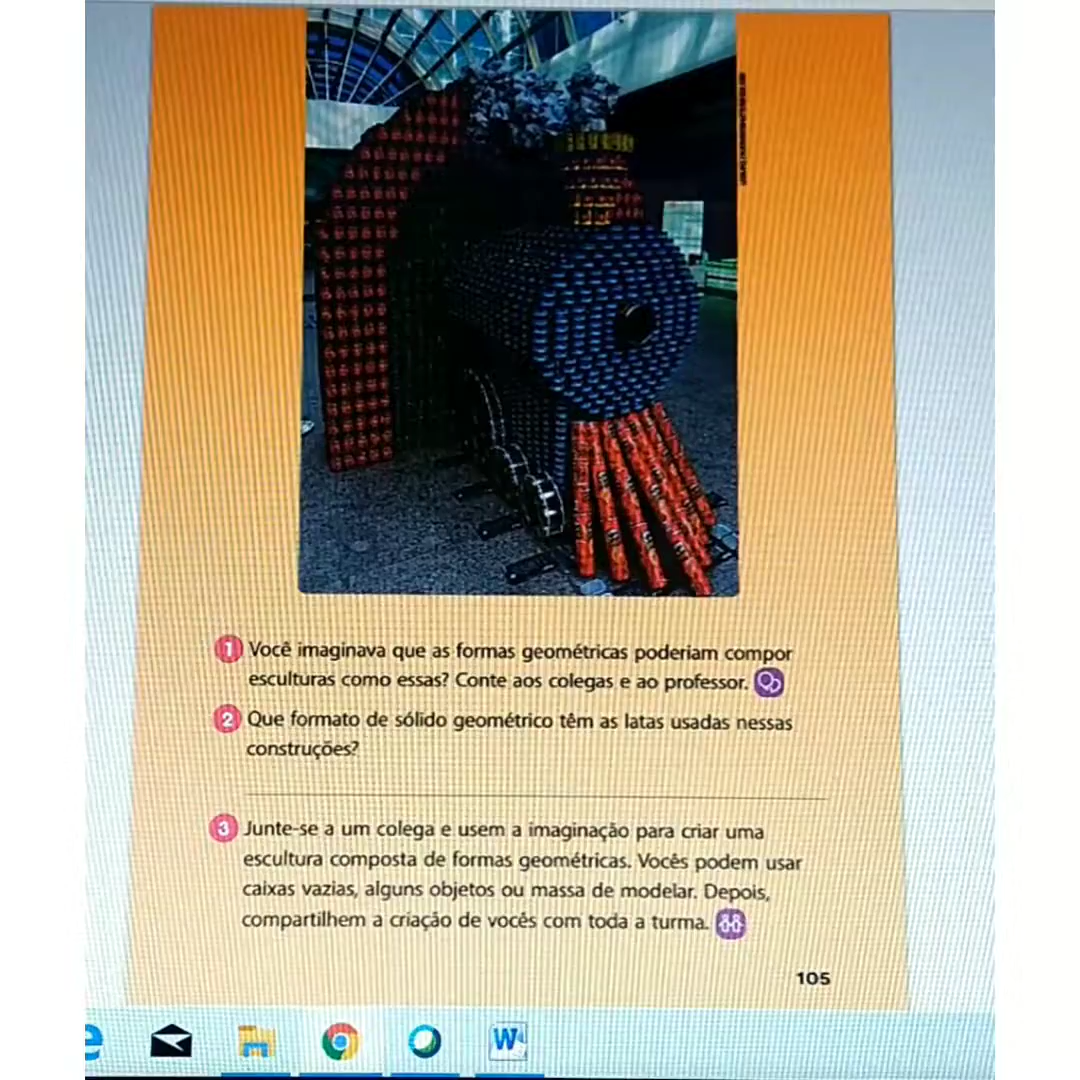 1 Você imaginava que as formas geométricas poderiam compor
esculturas como essas? Conte aos colegas e ao professor.
2 Que formato de sólido geométrico têm as latas usadas nessas
construções?
3 Junte-se a um colega e usem a imaginação para criar uma
escultura composta de formas geométricas. Vocês podem usar
caixas vazias, alguns objetos ou massa de modelar. Depois,
compartilhem a criação de vocês com toda a turma.
105